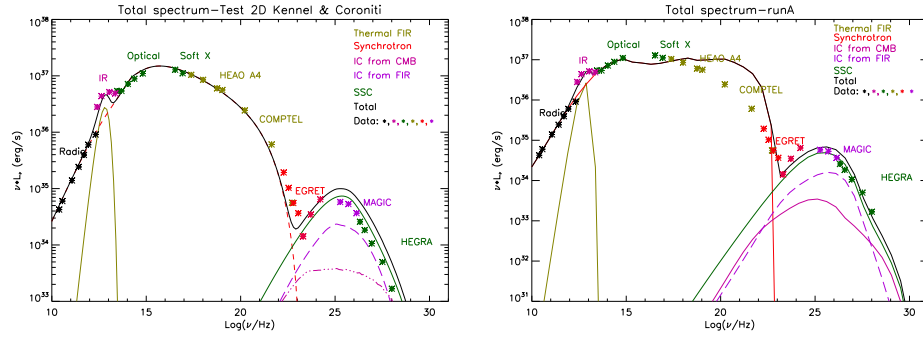 Total spectrum-Test 2D Kennel & Coroniti
10^38
10^37
10^36
10^35
10^34
10^33
ν*Lν (erg/s)
Thermal FIR
Synchrotron
IC from CMB
IC from FIR
SSC
Total
Data: *,*,*,*,*,*
Radio
IR
Optical
Soft X
HEAO A4
COMPTEL
EGRET
MAGIC
HEGRA
10
15
20
25
30
Log(ν/Hz)
Total spectrum-runA
10^38
10^37
10^36
10^35
10^34
10^33
10^32
10^31
ν*Lν (erg/s)
Thermal FIR
Synchrotron
IC from CMB
IC from FIR
SSC
Total
Data: *,*,*,*,*,*
Radio
IR
Optical
Soft X
HEAO A4
COMPTEL
EGRET
MAGIC
HEGRA
10
15
20
25
30
Log(ν/Hz)